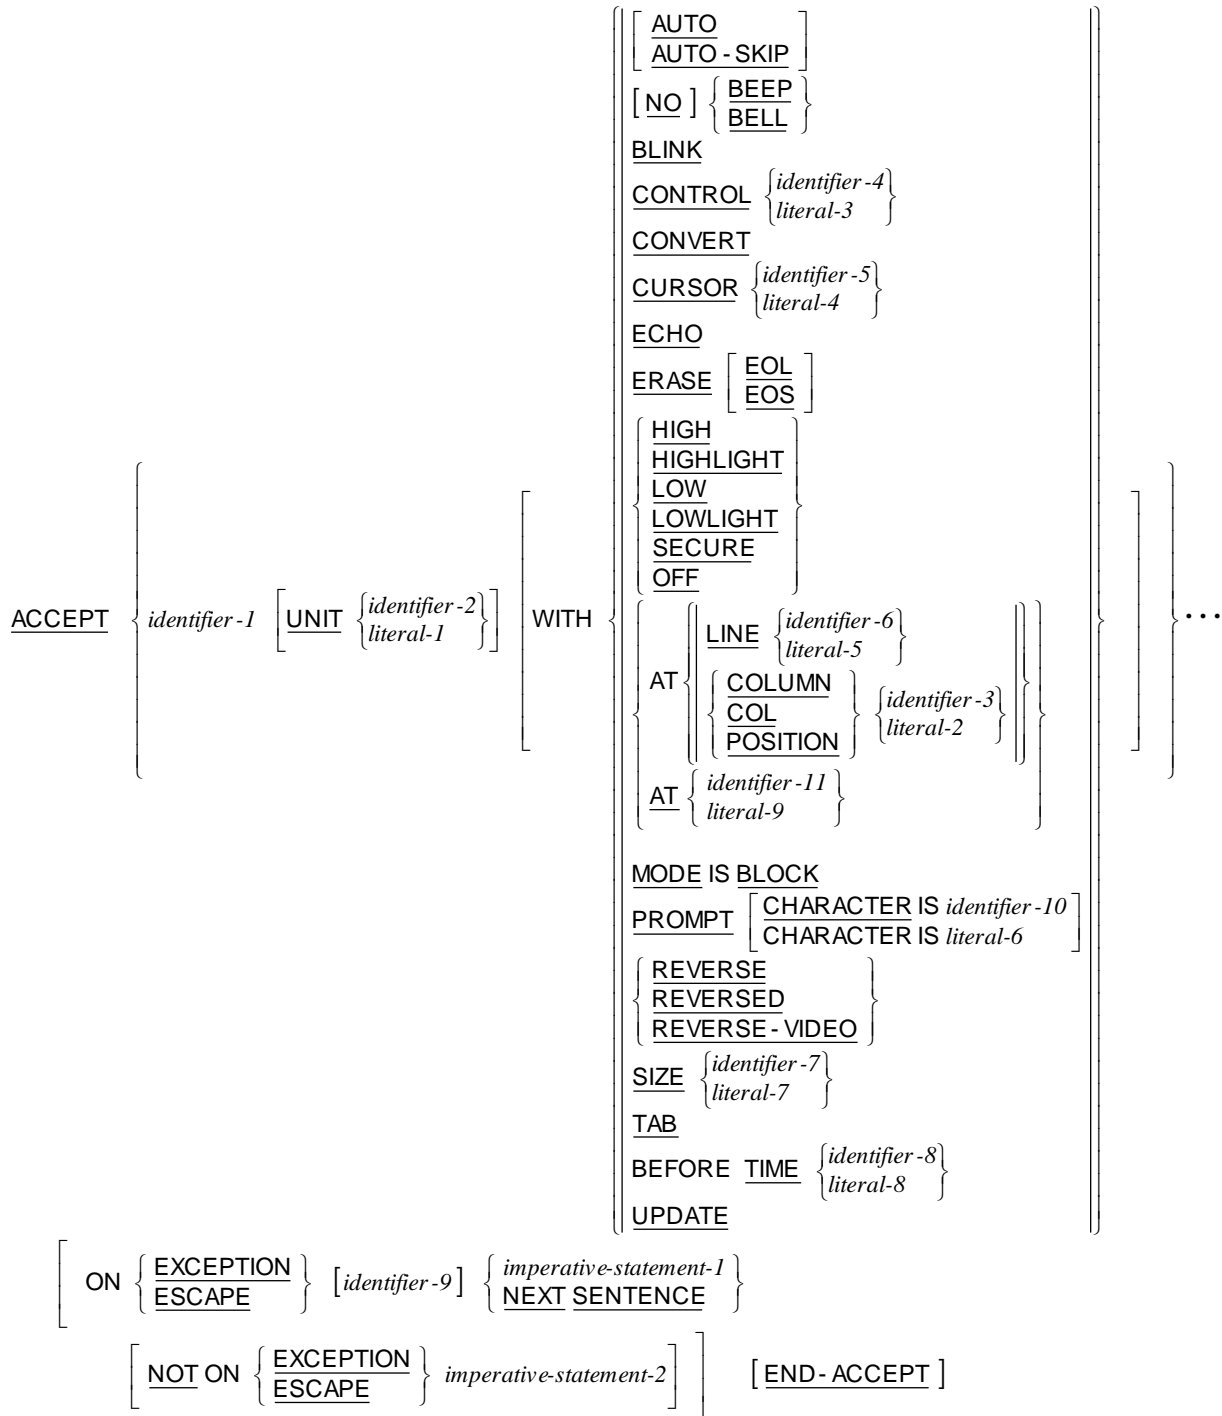 AUTO
AUTO - SKIP
[ NO ] { BEEP
BELL }
BLINK
CONTROL { identifier - 4
literal- 3 }
CONVERT
CURSOR { identifier - 5
literal- 4 }
ECHO
ERASE [ EOL
EOS ]
HIGH
HIGHLIGHT
LOW
LOWLIGHT
SECURE
OFF
ACCEPT { identifier - 1 [ UNIT { identifier - 2
literal- 1 } ] [ WITH
AT { LINE { identifier - 6
literal- 5 }
{ COLUMN
COL
POSITION } { identifier - 3
literal- 2 } }
AT { identifier - 11
literal- 9 }
] } ...
MODE IS BLOCK
PROMPT [ CHARACTER IS identifier - 10
CHARACTER IS literal- 6 ]
REVERSE
REVERSED
REVERSE - VIDEO
SIZE { identifier - 7
literal- 7 }
TAB
BEFORE TIME { identifier - 8
literal- 8 }
UPDATE
[ ON { EXCEPTION
ESCAPE } [ identifier - 9 ] { imperative-statement-1
NEXT SENTENCE }
[ NOT ON { EXCEPTION
ESCAPE } imperative-statement-2 ] ] [ END - ACCEPT ]